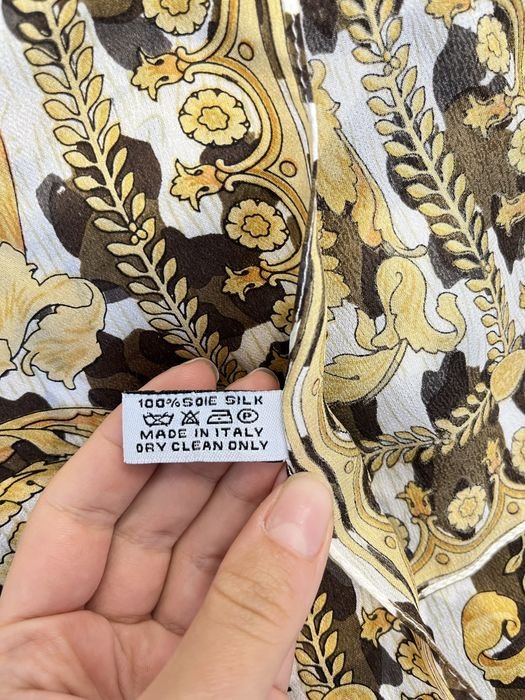 100% SOIE SILK
P
MADE IN ITALY
DRY CLEAN ONLY